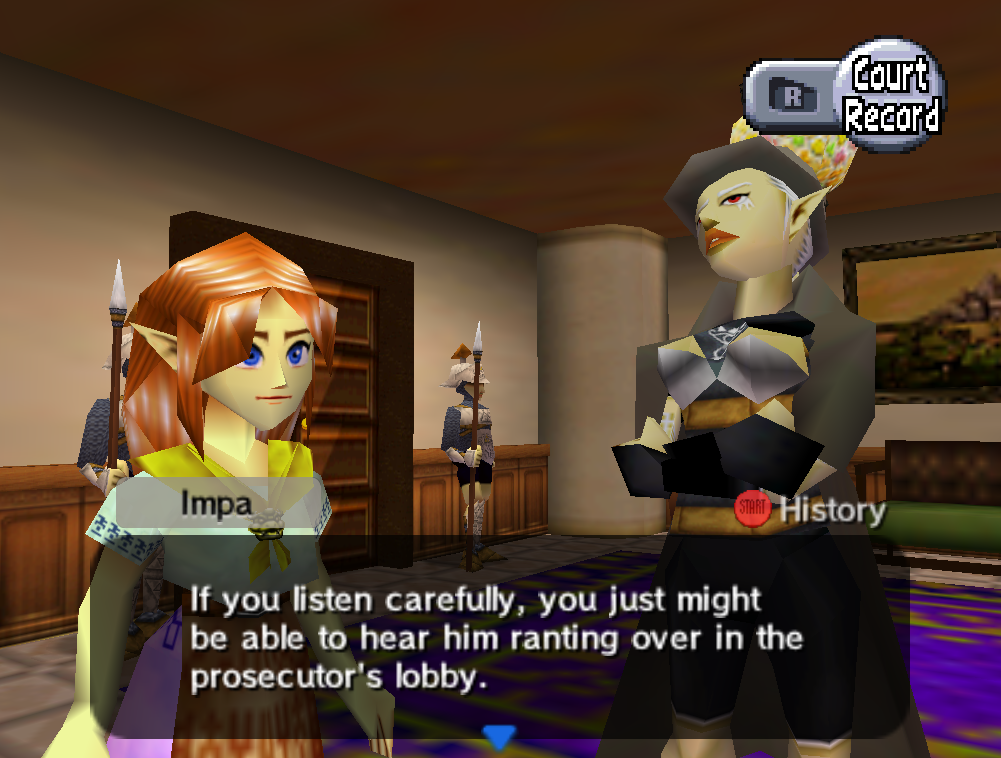 R
Court
Record
Impa
START History
If you listen carefully, you just might
be able to hear him ranting over in the
prosecutor's lobby.